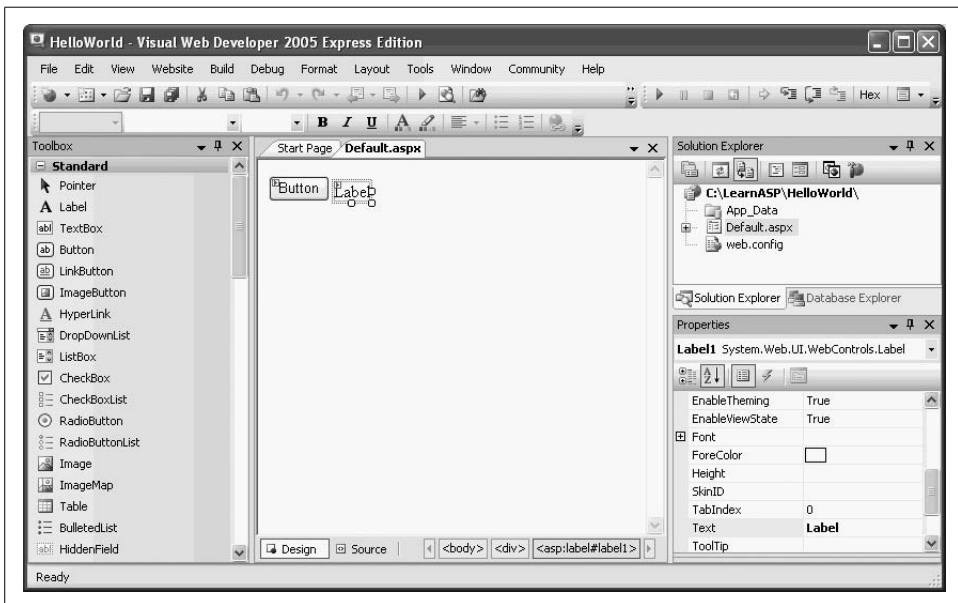 HelloWorld - Visual Web Developer 2005 Express Edition
File Edit View Website Build Debug Format Layout Tools Window Community Help
Hex
B I U A
Toolbox
Standard
Pointer
A Label
abl TextBox
ab Button
ab LinkButton
ImageButton
A HyperLink
DropDownList
ListBox
CheckBox
CheckBoxList
RadioButton
RadioButtonList
Image
ImageMap
Table
BulletedList
abl HiddenField
Start Page Default.aspx
Button Label
Design Source <body> <div> <asp:label#label1>
Solution Explorer
C:\LearnASP\HelloWorld\
App_Data
Default.aspx
web.config
Solution Explorer Database Explorer
Properties
Label1 System.Web.UI.WebControls.Label
EnableTheming True
EnableViewState True
Font
ForeColor
Height
SkinID
TabIndex 0
Text Label
ToolTip
Ready